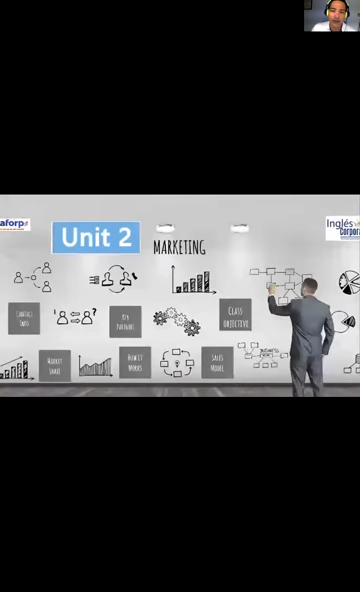 aforp
Inglés
Corpora
Unit 2
MARKETING
CONTACT
INFO
KEY
PARTNERS
CLASS
OBJECTIVE
MARKET
SHARE
HOW IT
WORKS
SALES
MODEL
BUSINESS